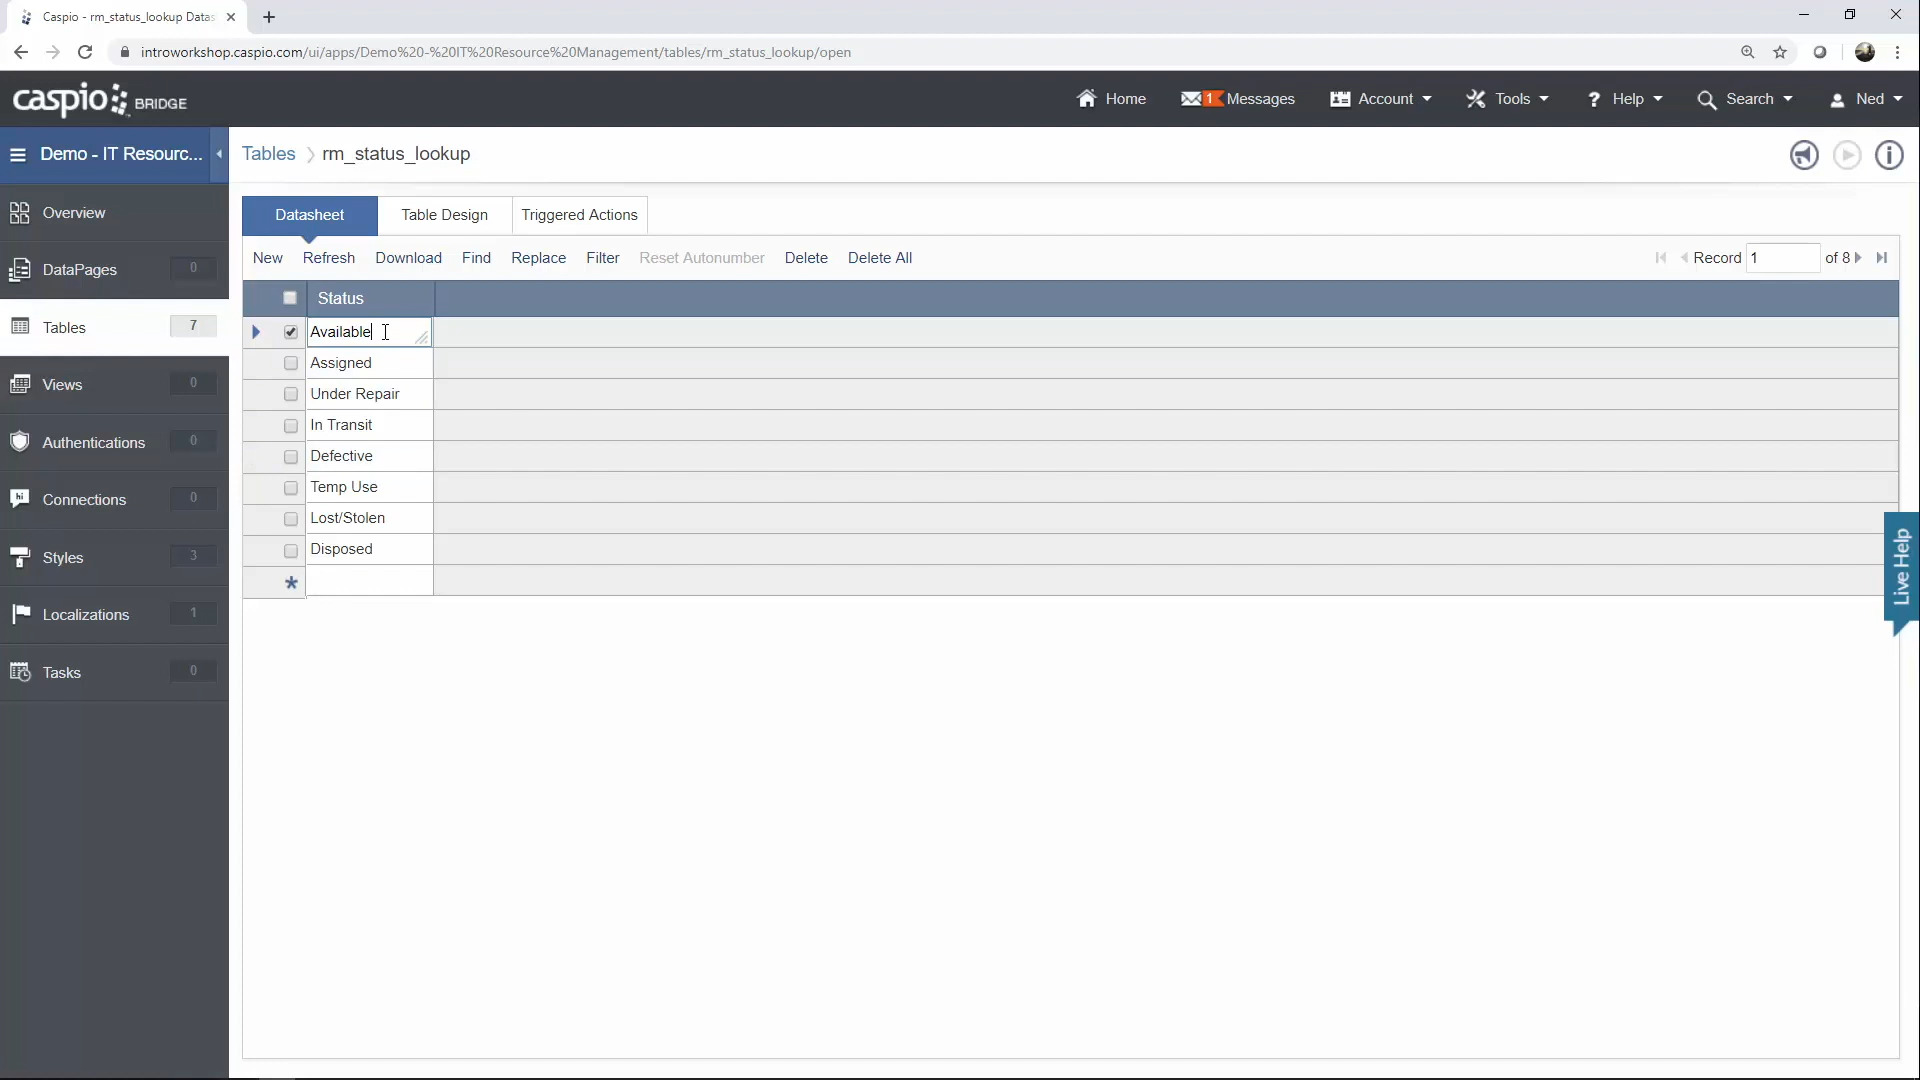 Caspio - rm_status_lookup Datas
introworkshop.caspio.com/ui/apps/Demo%20-%20IT%20Resource%20Management/tables/rm_status_lookup/open
caspio BRIDGE
Home
1 Messages
Account
Tools
? Help
Search
Ned
Demo - IT Resourc...
Tables
rm_status_lookup
Overview
DataPages 0
Tables 7
Views 0
Authentications 0
hi Connections 0
Styles 3
Localizations 1
Tasks 0
Datasheet
Table Design
Triggered Actions
New Refresh Download Find Replace Filter Reset Autonumber Delete Delete All
Record 1 of 8
Status
Available
Assigned
Under Repair
In Transit
Defective
Temp Use
Lost/Stolen
Disposed
*
Live Help